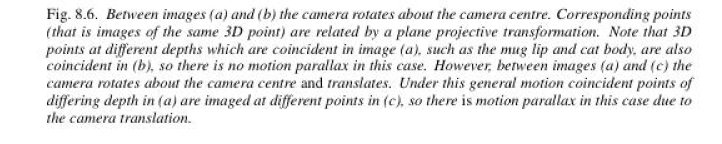 Fig. 8.6. Between images (a) and (b) the camera rotates about the camera centre. Corresponding points
(that is images of the same 3D point) are related by a plane projective transformation. Note that 3D
points at different depths which are coincident in image (a), such as the mug lip and cat body, are also
coincident in (b), so there is no motion parallax in this case. However, between images (a) and (c) the
camera rotates about the camera centre and translates. Under this general motion coincident points of
differing depth in (a) are imaged at different points in (c), so there is motion parallax in this case due to
the camera translation.